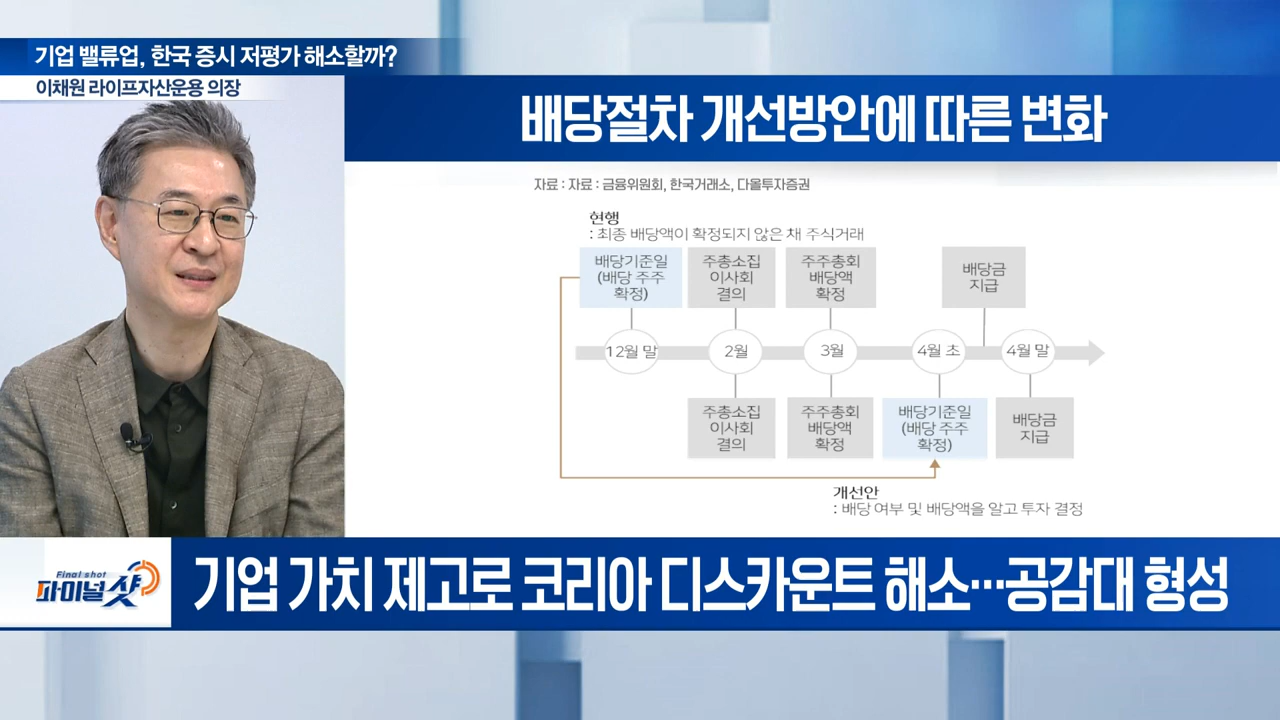 기업 밸류업, 한국 증시 저평가 해소할까?
이채원 라이프자산운용 의장
배당절차 개선방안에 따른 변화
자료 : 자료 : 금융위원회, 한국거래소, 다올투자증권
현행
: 최종 배당액이 확정되지 않은 채 주식거래
배당기준일
(배당 주주
확정)
주총소집
이사회
결의
주주총회
배당액
확정
배당금
지급
12월 말
2월
3월
4월 초
4월 말
주총소집
이사회
결의
주주총회
배당액
확정
배당기준일
(배당 주주
확정)
배당금
지급
개선안
: 배당 여부 및 배당액을 알고 투자 결정
Final shot
파이널 샷
기업 가치 제고로 코리아 디스카운트 해소…공감대 형성